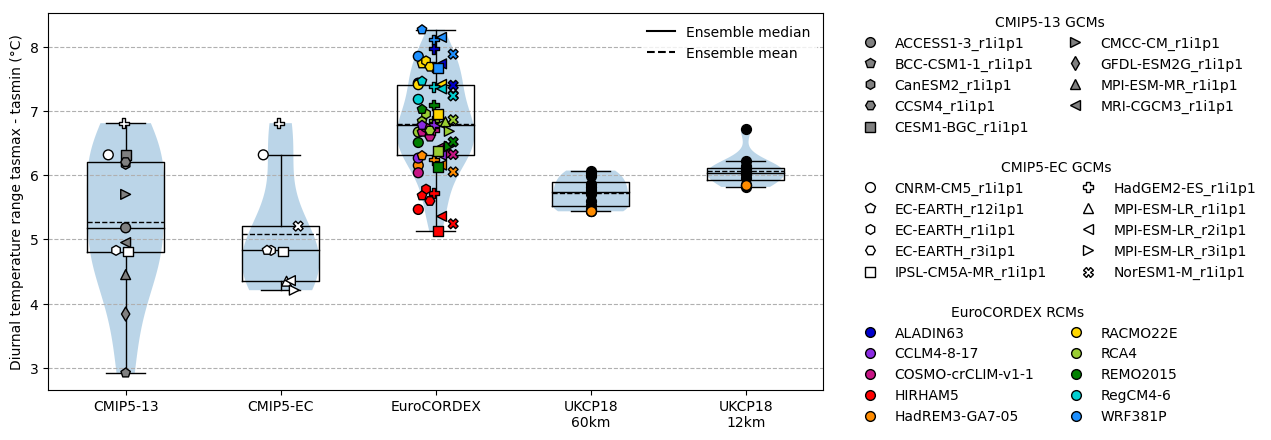 Diurnal temperature range tasmax - tasmin (°C)
8
7
6
5
4
3
Ensemble median
Ensemble mean
CMIP5-13
CMIP5-EC
EuroCORDEX
UKCP18
60km
UKCP18
12km
CMIP5-13 GCMs
ACCESS1-3_r1i1p1
BCC-CSM1-1_r1i1p1
CanESM2_r1i1p1
CCSM4_r1i1p1
CESM1-BGC_r1i1p1
CMCC-CM_r1i1p1
GFDL-ESM2G_r1i1p1
MPI-ESM-MR_r1i1p1
MRI-CGCM3_r1i1p1
CMIP5-EC GCMs
CNRM-CM5_r1i1p1
EC-EARTH_r12i1p1
EC-EARTH_r1i1p1
EC-EARTH_r3i1p1
IPSL-CM5A-MR_r1i1p1
HadGEM2-ES_r1i1p1
MPI-ESM-LR_r1i1p1
MPI-ESM-LR_r2i1p1
MPI-ESM-LR_r3i1p1
NorESM1-M_r1i1p1
EuroCORDEX RCMs
ALADIN63
CCLM4-8-17
COSMO-crCLIM-v1-1
HIRHAM5
HadREM3-GA7-05
RACMO22E
RCA4
REMO2015
RegCM4-6
WRF381P